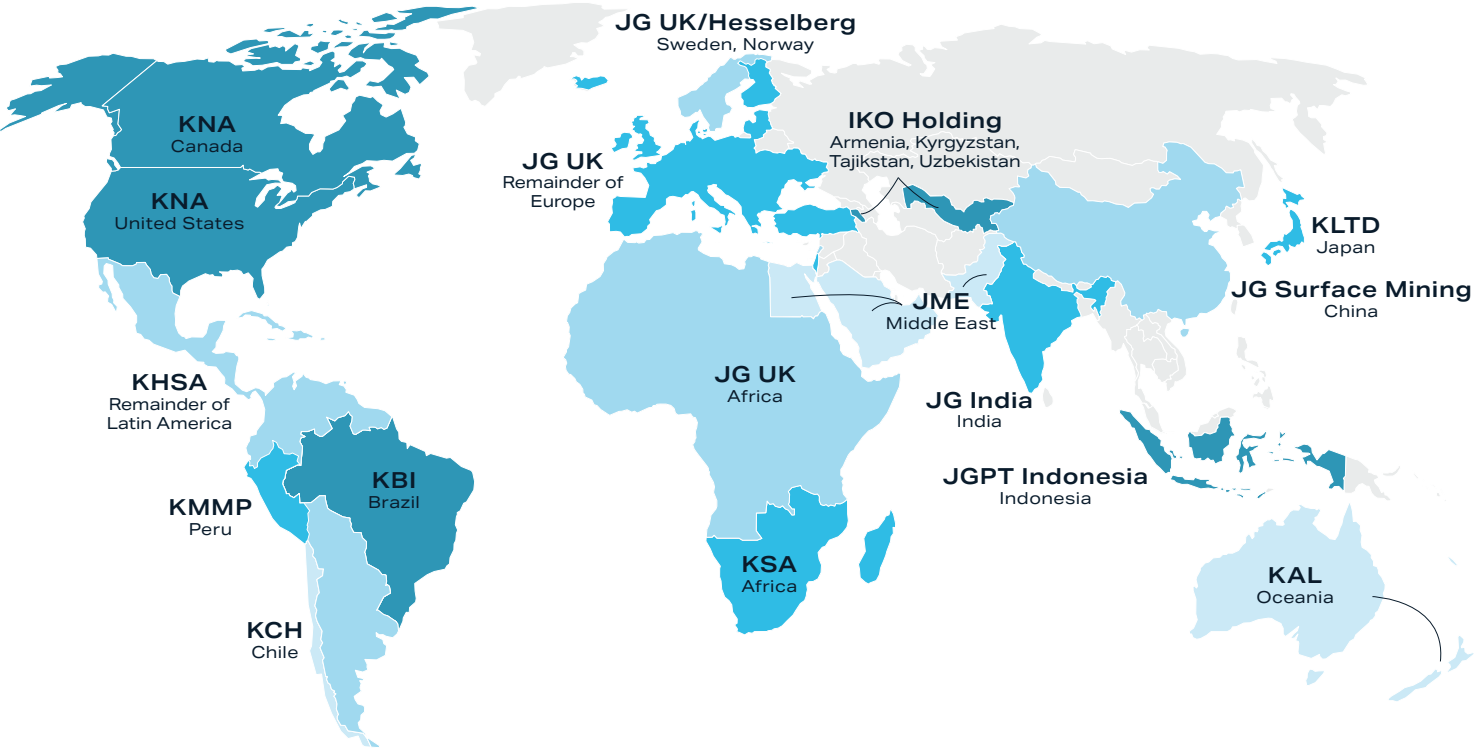 JG UK/Hesselberg
Sweden, Norway
KNA
Canada
IKO Holding
Armenia, Kyrgyzstan,
Tajikstan, Uzbekistan
JG UK
Remainder of
Europe
KNA
United States
KLTD
Japan
JG Surface Mining
China
JME
Middle East
KHSA
Remainder of
Latin America
JG UK
Africa
JG India
India
KBI
Brazil
JGPT Indonesia
Indonesia
KMMP
Peru
KSA
Africa
KAL
Oceania
KCH
Chile